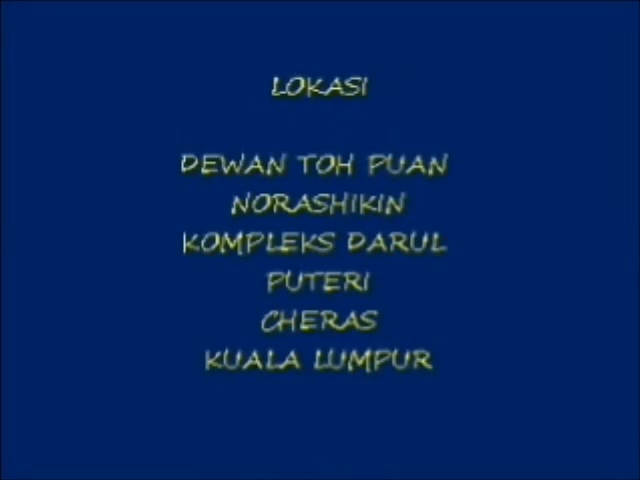 LOKASI
DEWAN TOH PUAN
NORASHIKIN
KOMPLEKS DARUL
PUTERI
CHERAS
KUALA LUMPUR